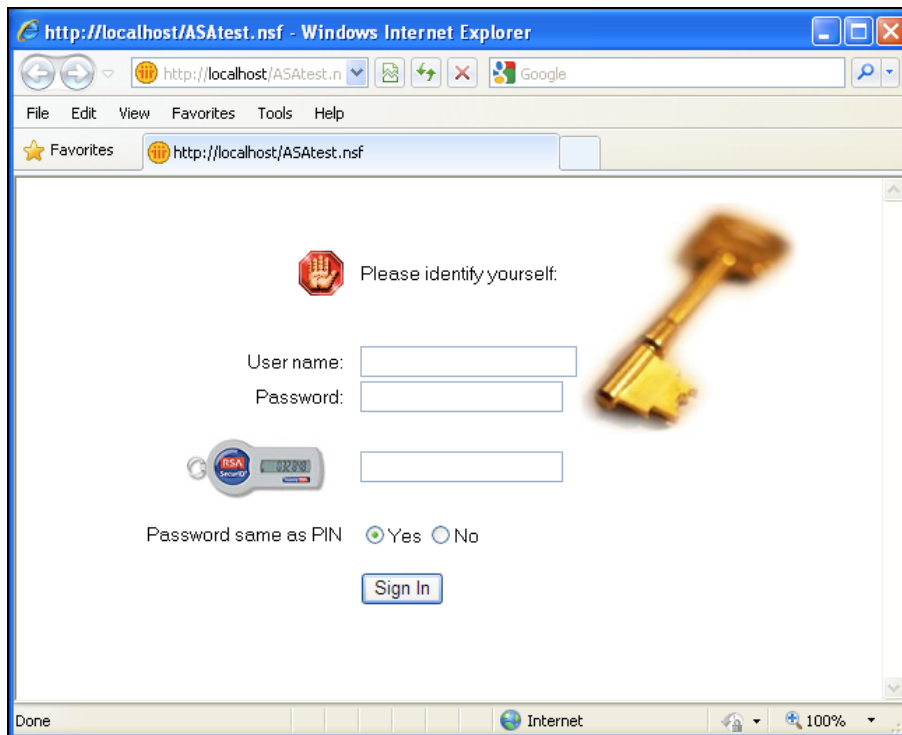 http://localhost/ASAtest.nsf - Windows Internet Explorer
http://localhost/ASAtest.n
Google
File Edit View Favorites Tools Help
Favorites
http://localhost/ASAtest.nsf
Please identify yourself:
User name:
Password:
RSA
SecurID
Password same as PIN Yes No
Sign In
Done Internet 100%